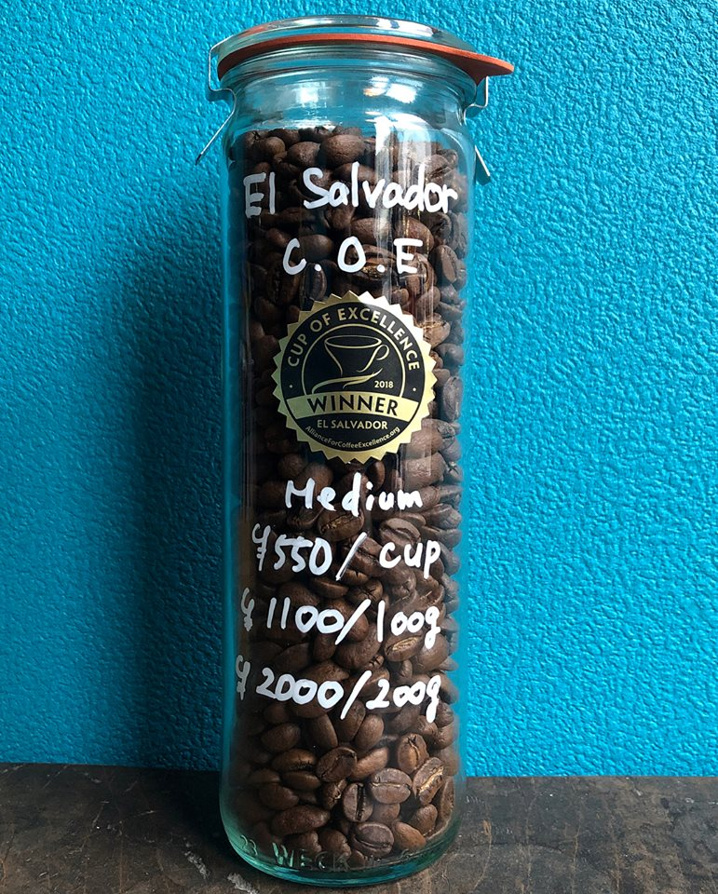 El Salvador
C.O.E
CUP OF EXCELLENCE
2018
WINNER
EL SALVADOR
AllianceForCoffeeExcellence.org
Medium
¥550/cup
¥1100/100g
¥2000/200g
WECK